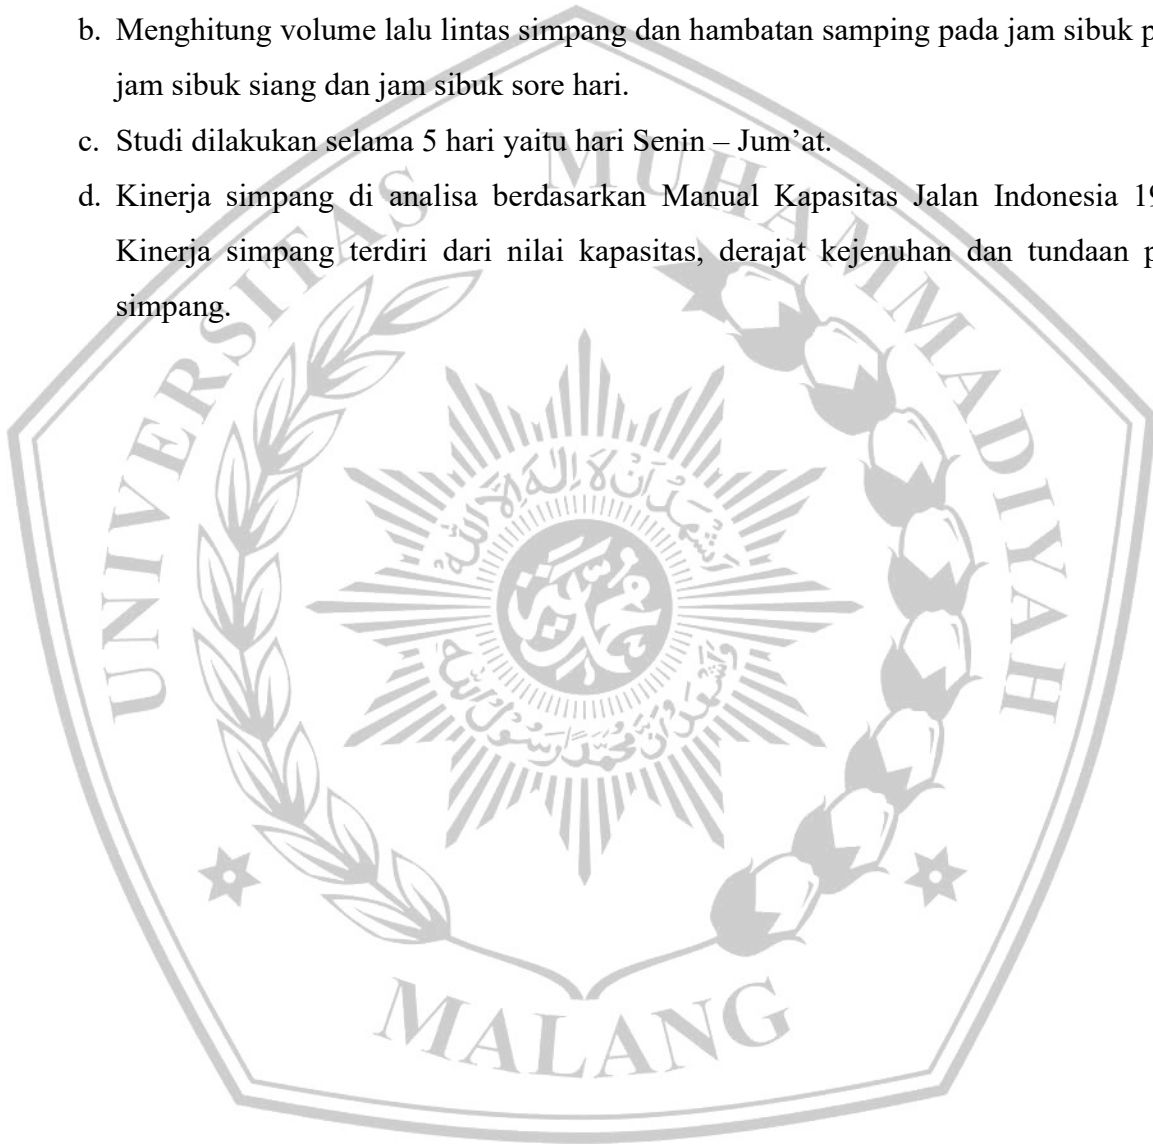 b. Menghitung volume lalu lintas simpang dan hambatan samping pada jam sibuk
jam sibuk siang dan jam sibuk sore hari.
c. Studi dilakukan selama 5 hari yaitu hari Senin – Jum’at.
d. Kinerja simpang di analisa berdasarkan Manual Kapasitas Jalan Indonesia
Kinerja simpang terdiri dari nilai kapasitas, derajat kejenuhan dan tundaan
simpang.
UNIVERSITAS MUHAMMADIYAH
MALANG